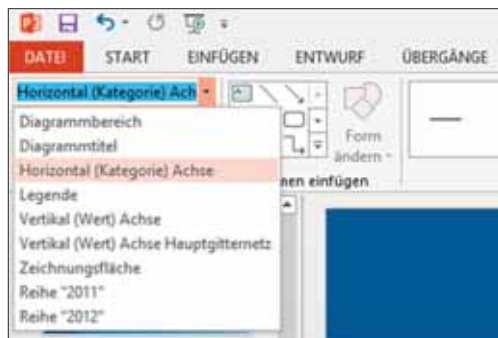 DATEI START EINFÜGEN ENTWURF ÜBERGÄNGE
Horizontal (Kategorie) Ach
Diagrammbereich
Diagrammtitel
Horizontal (Kategorie) Achse
Legende
Vertikal (Wert) Achse
Vertikal (Wert) Achse Hauptgitternetz
Zeichnungsfläche
Reihe "2011"
Reihe "2012"
Form
ändern
nen einfügen